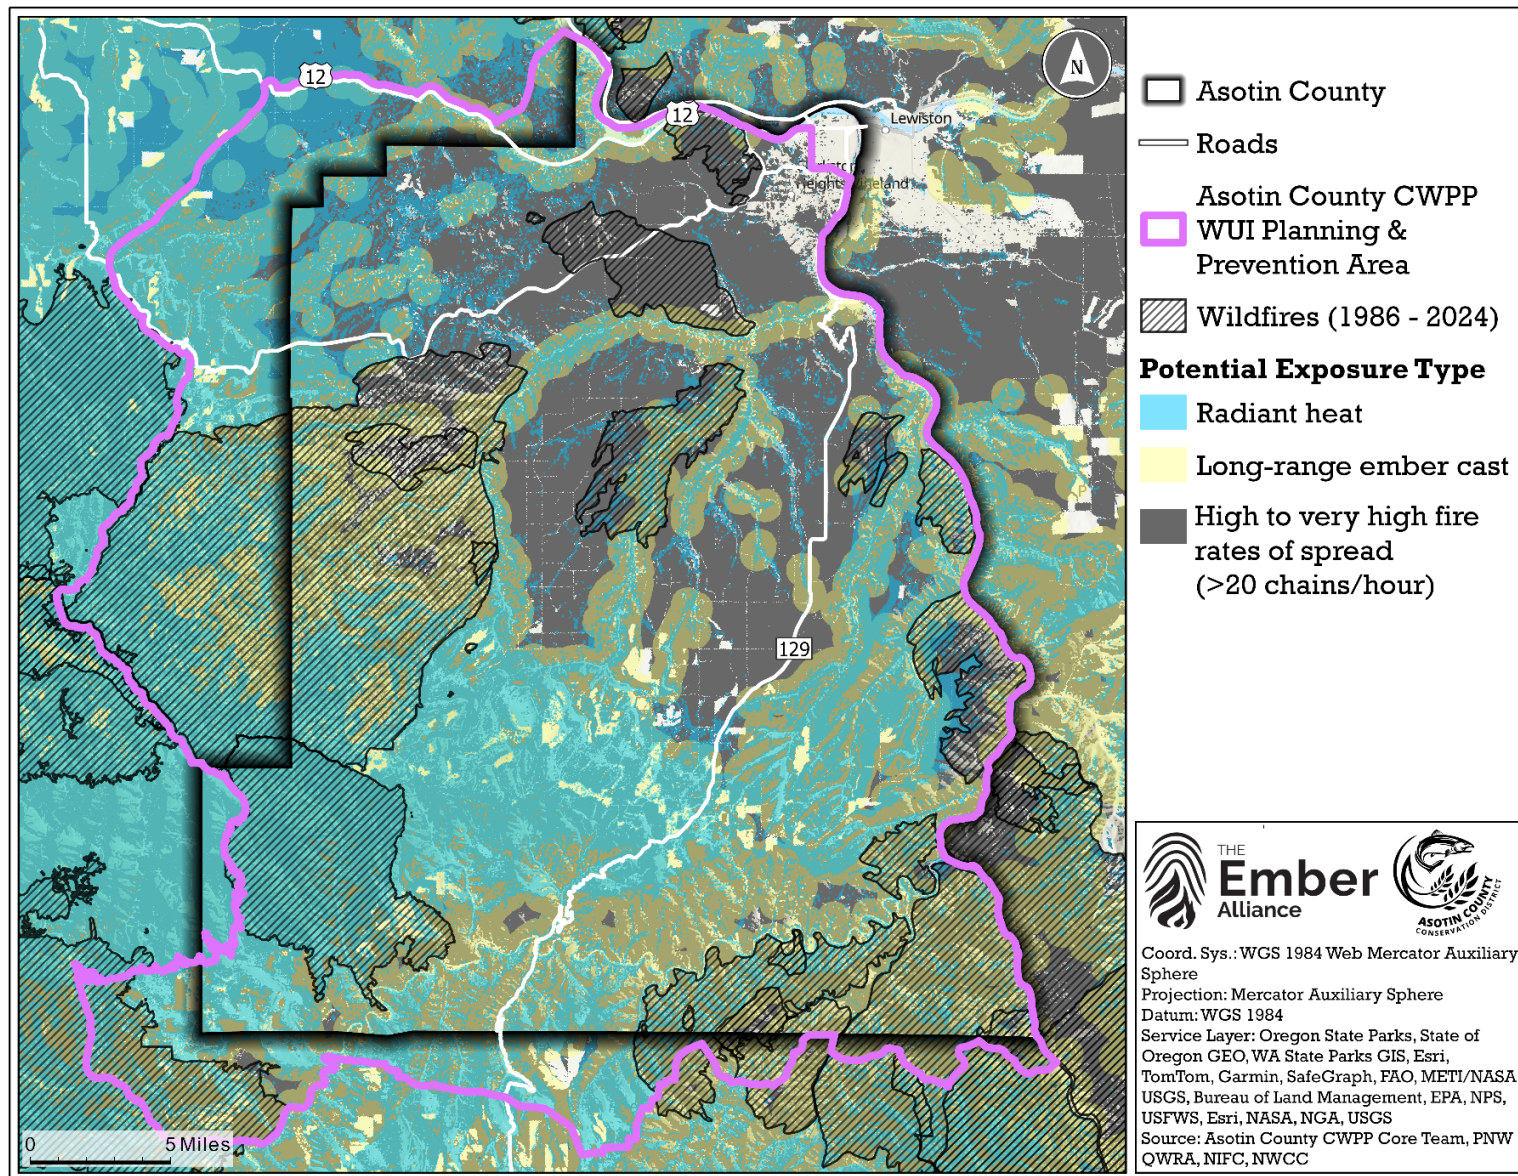 12
12
N
Lewiston
129
0
5 Miles
Asotin County
Roads
Asotin County CWPP
WUI Planning &
Prevention Area
Wildfires (1986 - 2024)
Potential Exposure Type
Radiant heat
Long-range ember cast
High to very high fire
rates of spread
(>20 chains/hour)
THE
Ember
Alliance
ASOTIN COUNTY
CONSERVATION DISTRICT
Coord. Sys.: WGS 1984 Web Mercator Auxiliary
Sphere
Projection: Mercator Auxiliary Sphere
Datum: WGS 1984
Service Layer: Oregon State Parks, State of
Oregon GEO, WA State Parks GIS, Esri,
TomTom, Garmin, SafeGraph, FAO, METI/NASA
USGS, Bureau of Land Management, EPA, NPS,
USFWS, Esri, NASA, NGA, USGS
Source: Asotin County CWPP Core Team, PNW
QWRA, NIFC, NWCC